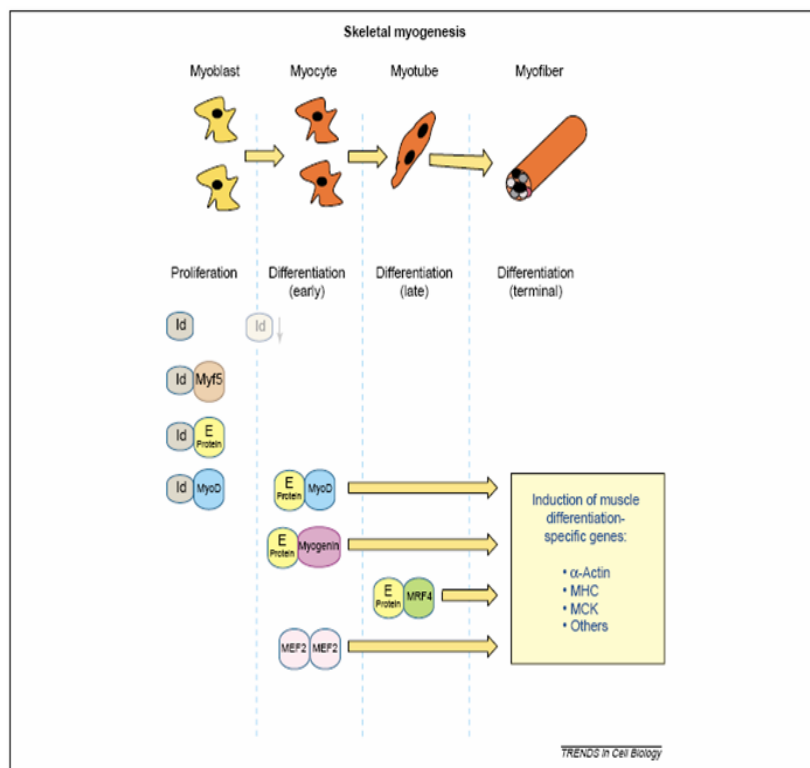 Skeletal myogenesis
Myoblast Myocyte Myotube Myofiber
Proliferation Differentiation Differentiation Differentiation
(early) (late) (terminal)
Id Id
Id Myf5
Id E
Protein
Id MyoD E
Protein MyoD
E
Protein Myogenin
E
Protein MRF4
MEF2 MEF2
Induction of muscle
differentiation-
specific genes:
• α-Actin
• MHC
• MCK
• Others
TRENDS in Cell Biology